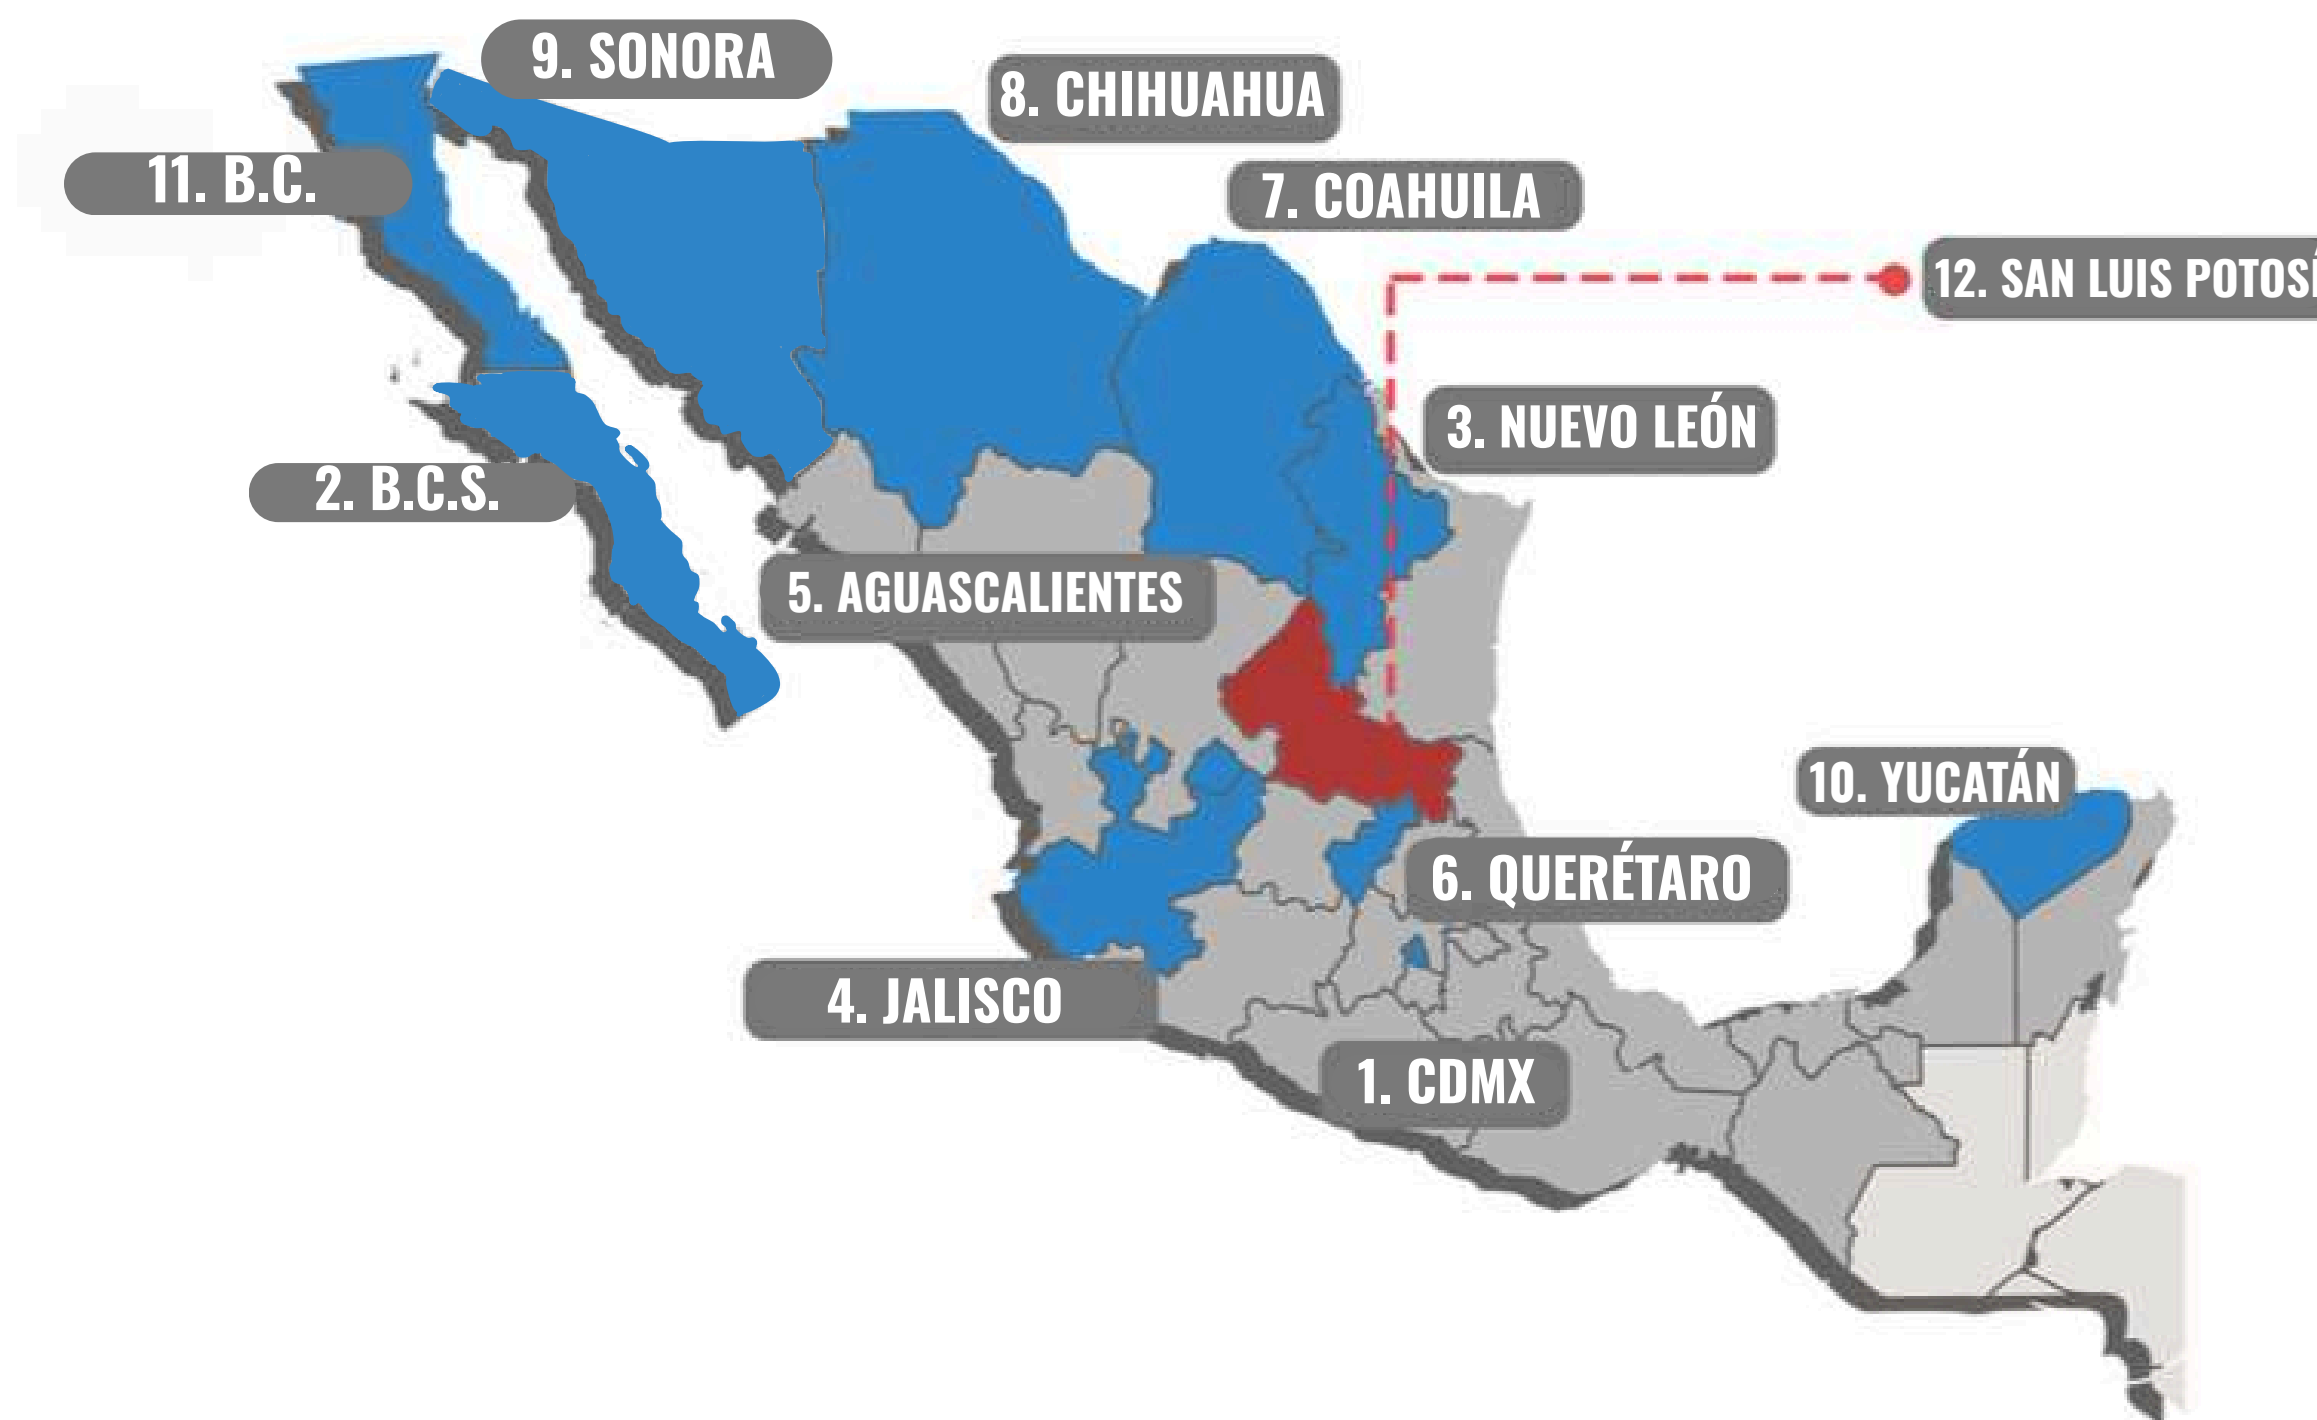 9. SONORA
8. CHIHUAHUA
11. B.C.
7. COAHUILA
12. SAN LUIS POTOSÍ
3. NUEVO LEÓN
2. B.C.S.
5. AGUASCALIENTES
10. YUCATÁN
6. QUERÉTARO
4. JALISCO
1. CDMX